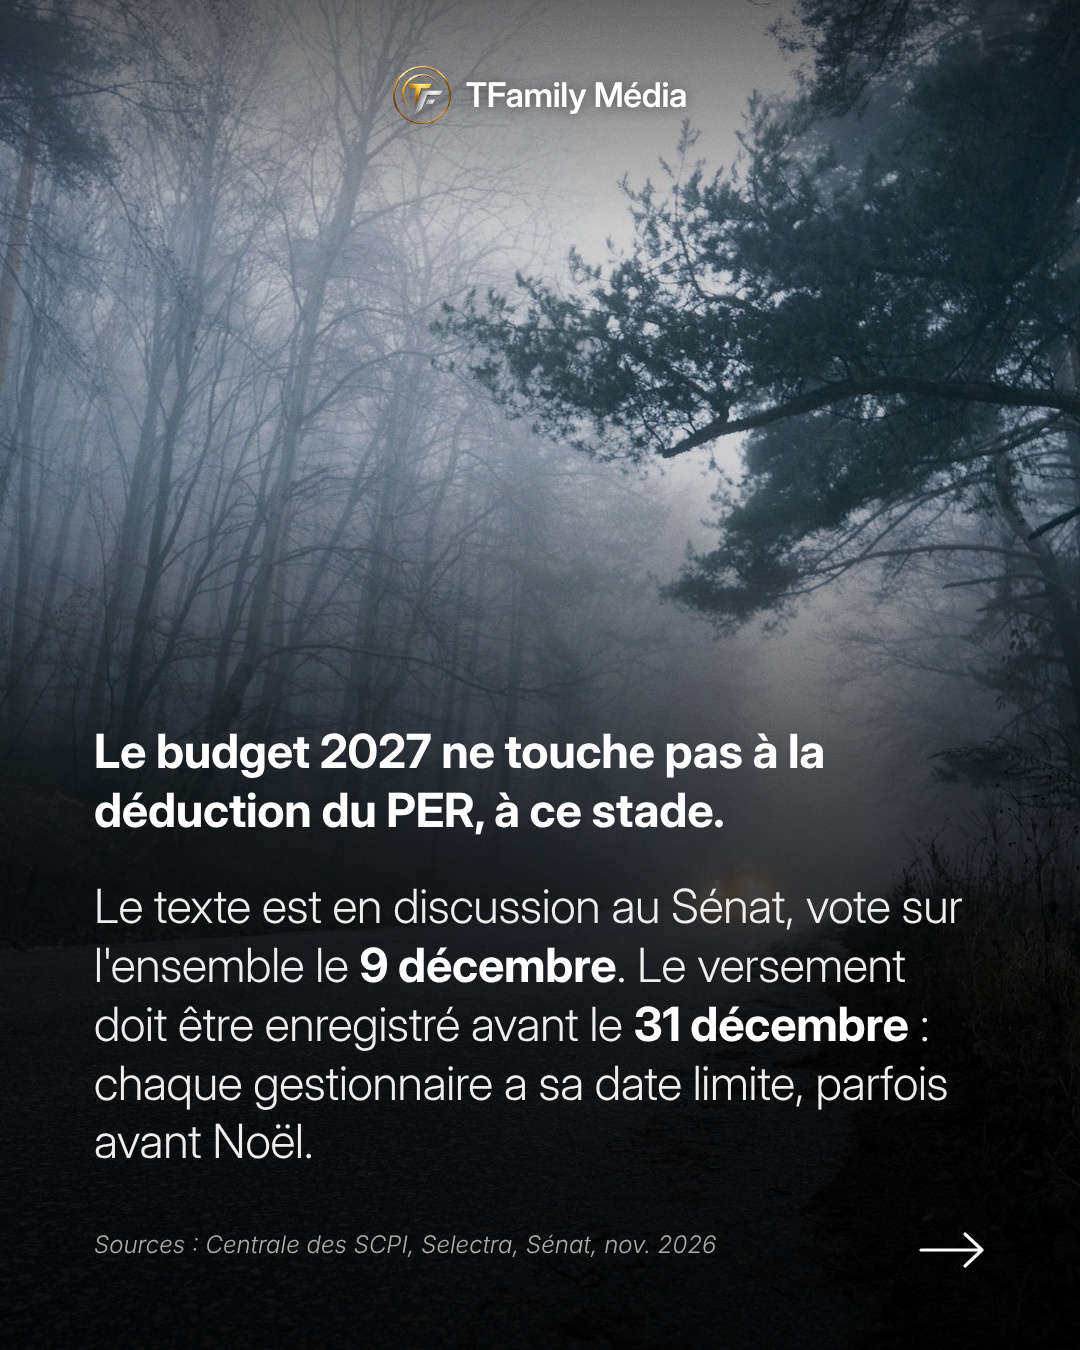 TFamily Média
Le budget 2027 ne touche pas à la
déduction du PER, à ce stade.
Le texte est en discussion au Sénat, vote sur
l'ensemble le 9 décembre. Le versement
doit être enregistré avant le 31 décembre :
chaque gestionnaire a sa date limite, parfois
avant Noël.
Sources : Centrale des SCPI, Selectra, Sénat, nov. 2026